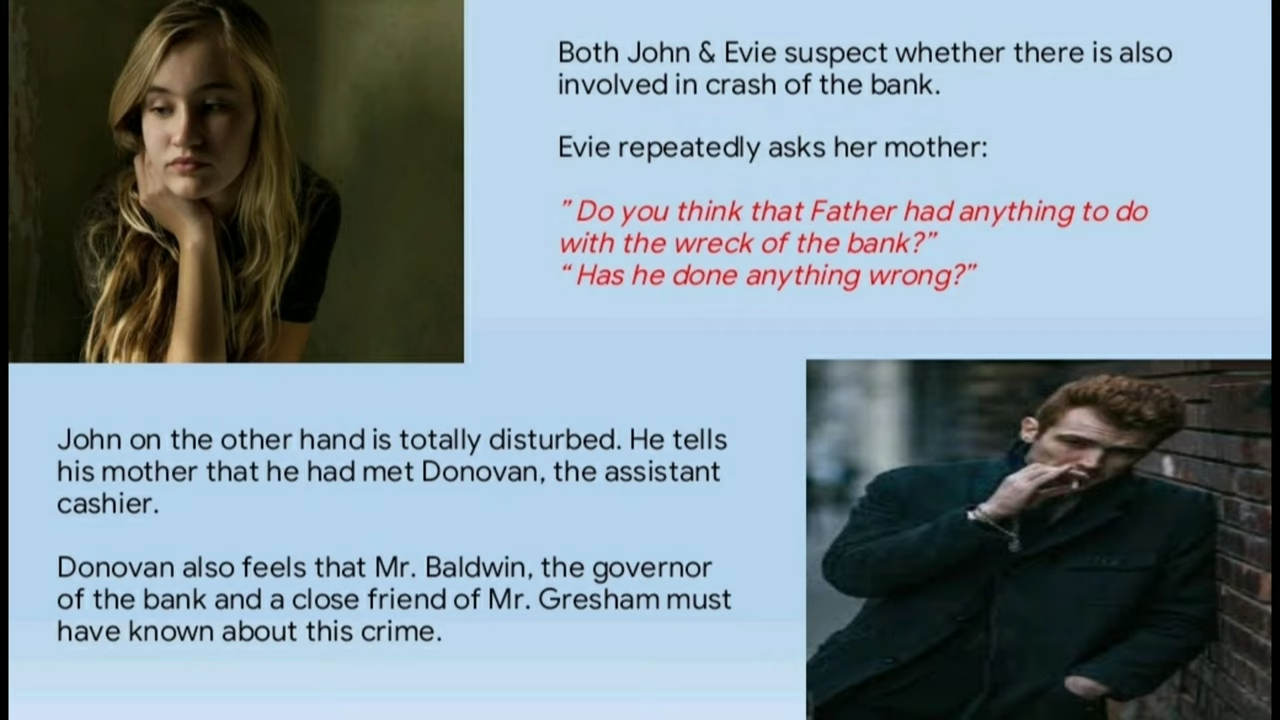 Both John & Evie suspect whether there is also
involved in crash of the bank.
Evie repeatedly asks her mother:
” Do you think that Father had anything to do
with the wreck of the bank?”
“ Has he done anything wrong?”
John on the other hand is totally disturbed. He tells
his mother that he had met Donovan, the assistant
cashier.
Donovan also feels that Mr. Baldwin, the governor
of the bank and a close friend of Mr. Gresham must
have known about this crime.